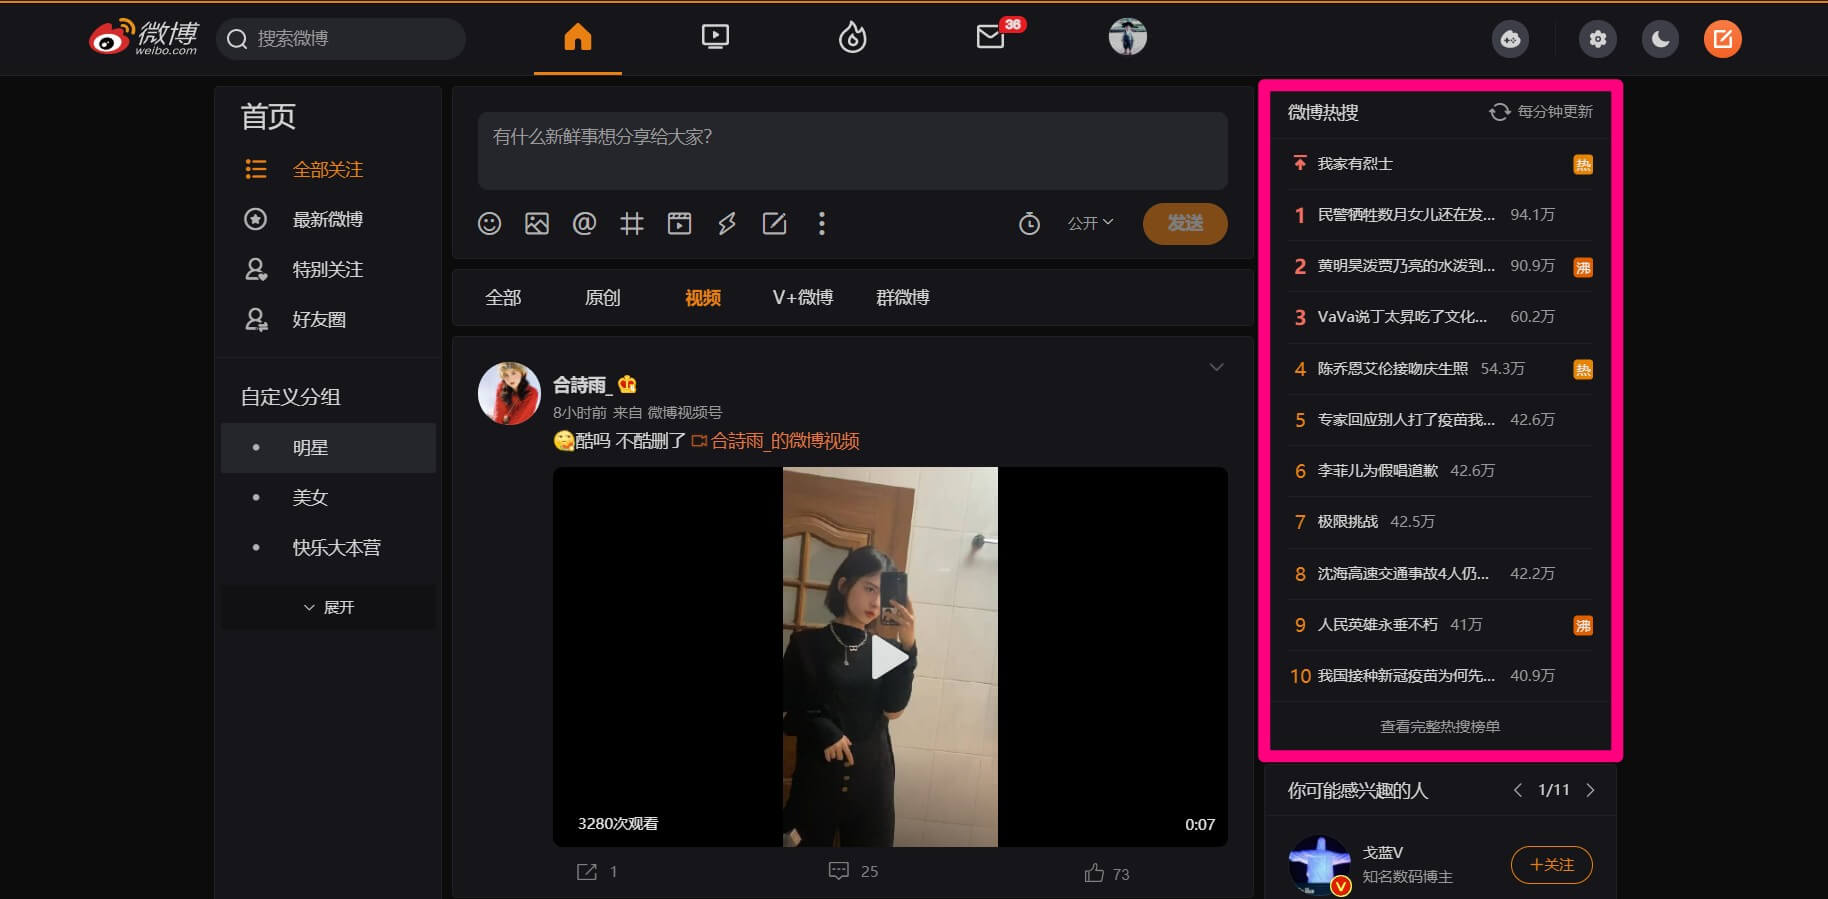 微博
weibo.com
搜索微博
36
首页
全部关注
最新微博
特别关注
好友圈
自定义分组
明星
美女
快乐大本营
展开
有什么新鲜事想分享给大家?
公开
发送
全部
原创
视频
V+微博
群微博
合詩雨_
8小时前 来自 微博视频号
酷吗 不酷删了 合詩雨_的微博视频
3280次观看
0:07
1
25
73
微博热搜
每分钟更新
我家有烈士 热
1 民警牺牲数月女儿还在发... 94.1万
2 黄明昊泼贾乃亮的水泼到... 90.9万 沸
3 VaVa说丁太昇吃了文化... 60.2万
4 陈乔恩艾伦接吻庆生照 54.3万 热
5 专家回应别人打了疫苗我... 42.6万
6 李菲儿为假唱道歉 42.6万
7 极限挑战 42.5万
8 沈海高速交通事故4人仍... 42.2万
9 人民英雄永垂不朽 41万 沸
10 我国接种新冠疫苗为何先... 40.9万
查看完整热搜榜单
你可能感兴趣的人
1/11
戈蓝V
知名数码博主
+关注